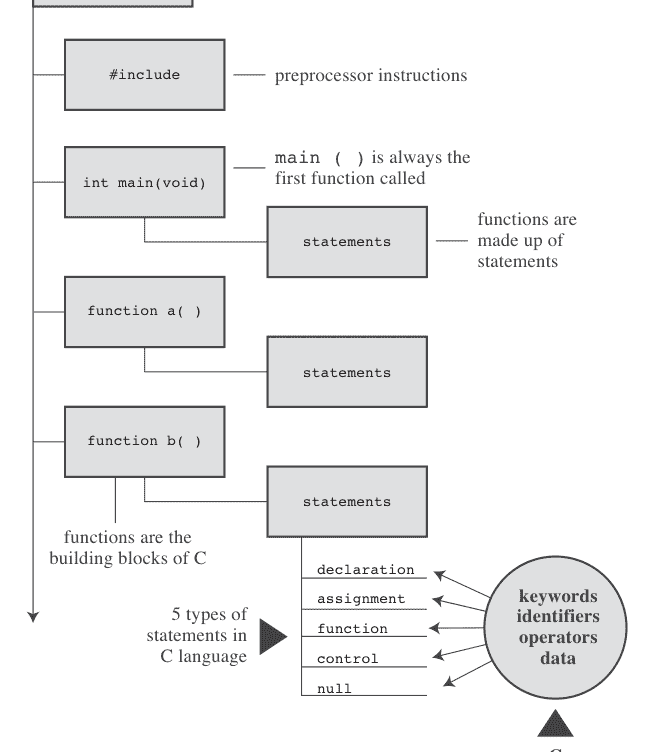 #include
preprocessor instructions
int main(void)
main ( ) is always the
first function called
statements
functions are
made up of
statements
function a( )
statements
function b( )
statements
functions are the
building blocks of C
5 types of
statements in
C language
declaration
assignment
function
control
null
keywords
identifiers
operators
data